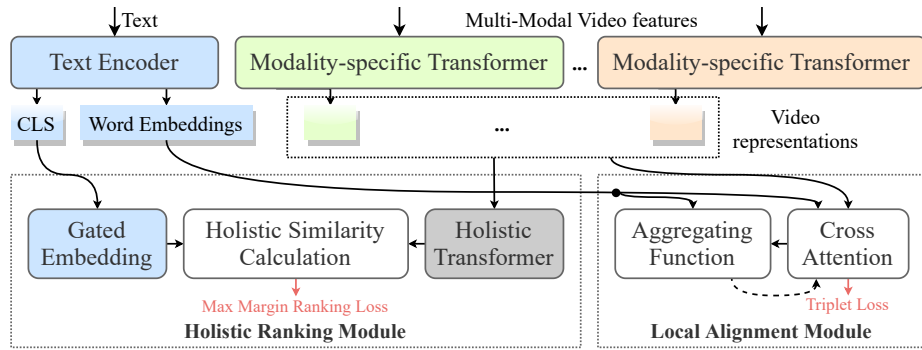 Text
Multi-Modal Video features
Text Encoder
Modality-specific Transformer
...
Modality-specific Transformer
CLS
Word Embeddings
...
Video
representations
Gated
Embedding
Holistic Similarity
Calculation
Holistic
Transformer
Aggregating
Function
Cross
Attention
Max Margin Ranking Loss
Triplet Loss
Holistic Ranking Module
Local Alignment Module